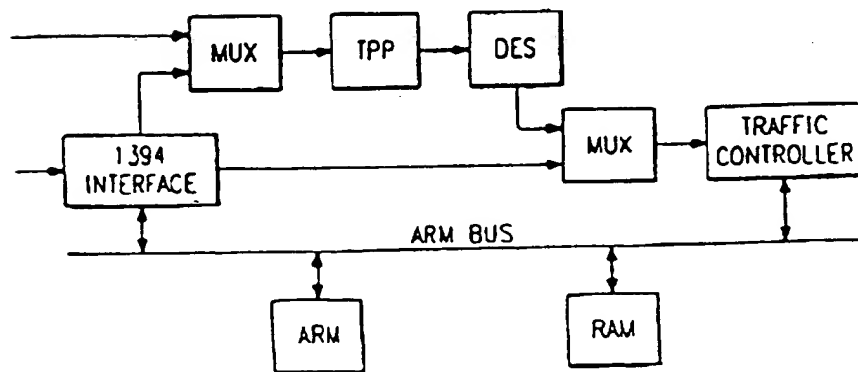 MUX
TPP
DES
1394
INTERFACE
MUX
TRAFFIC
CONTROLLER
ARM BUS
ARM
RAM